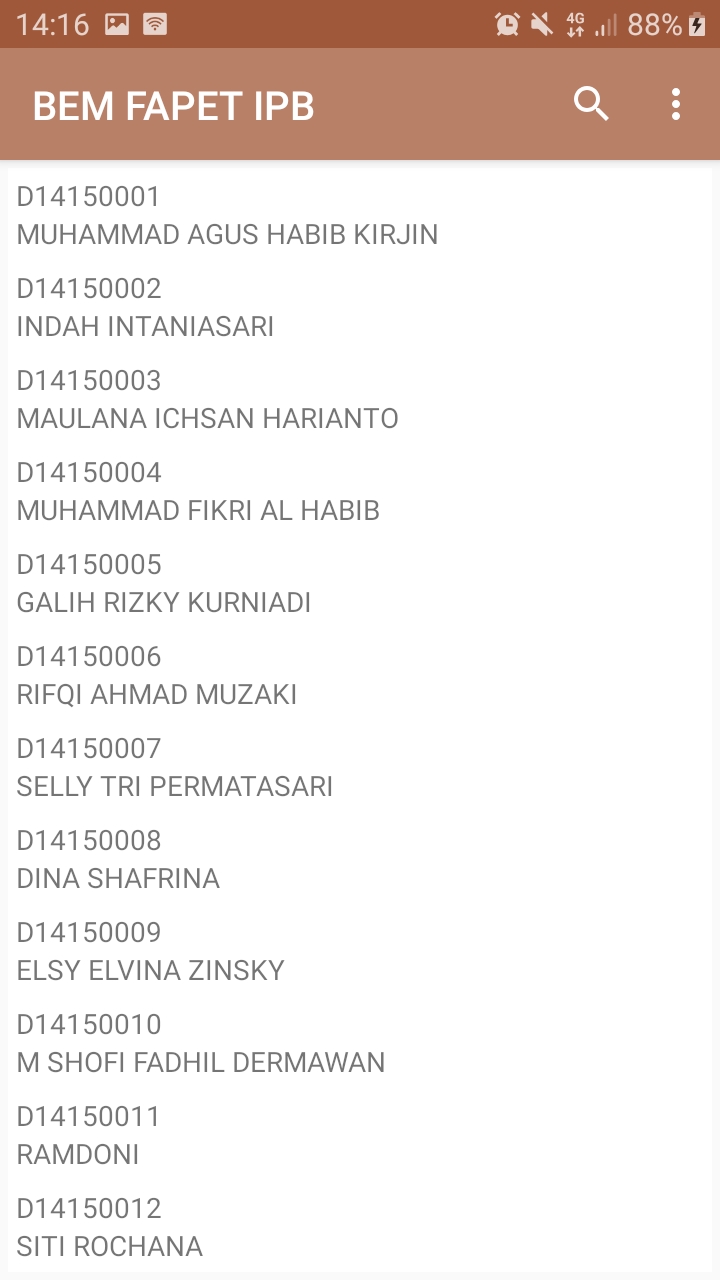 14:16
4G
88%
BEM FAPET IPB
D14150001
MUHAMMAD AGUS HABIB KIRJIN
D14150002
INDAH INTANIASARI
D14150003
MAULANA ICHSAN HARIANTO
D14150004
MUHAMMAD FIKRI AL HABIB
D14150005
GALIH RIZKY KURNIADI
D14150006
RIFQI AHMAD MUZAKI
D14150007
SELLY TRI PERMATASARI
D14150008
DINA SHAFRINA
D14150009
ELSY ELVINA ZINSKY
D14150010
M SHOFI FADHIL DERMAWAN
D14150011
RAMDONI
D14150012
SITI ROCHANA